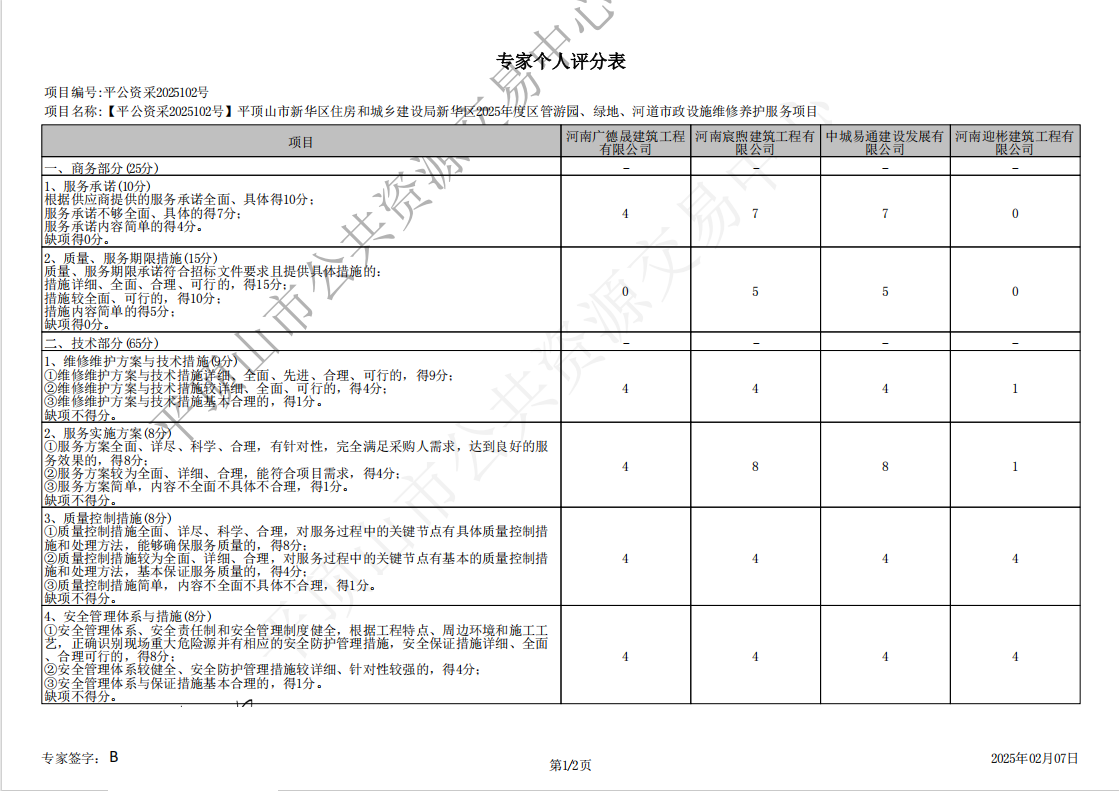 专家个人评分表
项目编号:平公资采2025102号
项目名称:【平公资采2025102号】平顶山市新华区住房和城乡建设局新华区2025年度区管游园、绿地、河道市政设施维修养护服务项目
项目 河南广德晟建筑工程 河南宸煦建筑工程有 中城易通建设发展有 河南迎彬建筑工程有
有限公司 限公司 限公司 限公司
一、商务部分(25分) – – – –
1、服务承诺(10分)
根据供应商提供的服务承诺全面、具体得10分;
服务承诺不够全面、具体的得7分;
服务承诺内容简单的得4分。
缺项得0分。
4 7 7 0
2、质量、服务期限措施(15分)
质量、服务期限承诺符合招标文件要求且提供具体措施的:
措施详细、全面、合理、可行的，得15分;
措施较全面、可行的，得10分;
措施内容简单的得5分;
缺项得0分。
0 5 5 0
二、技术部分(65分) – – – –
1、维修维护方案与技术措施(9分)
①维修维护方案与技术措施详细、全面、先进、合理、可行的，得9分;
②维修维护方案与技术措施较详细、全面、可行的，得4分;
③维修维护方案与技术措施基本合理的，得1分。
缺项不得分。
4 4 4 1
2、服务实施方案(8分)
①服务方案全面、详尽、科学、合理，有针对性，完全满足采购人需求，达到良好的服
务效果的，得8分;
②服务方案较为全面、详细、合理，能符合项目需求，得4分;
③服务方案简单，内容不全面不具体不合理，得1分。
缺项不得分。
4 8 8 1
3、质量控制措施(8分)
①质量控制措施全面、详尽、科学、合理，对服务过程中的关键节点有具体质量控制措
施和处理方法，能够确保服务质量的，得8分;
②质量控制措施较为全面、详细、合理，对服务过程中的关键节点有基本的质量控制措
施和处理方法，基本保证服务质量的，得4分;
③质量控制措施简单，内容不全面不具体不合理，得1分。
缺项不得分。
4 4 4 4
4、安全管理体系与措施(8分)
①安全管理体系、安全责任制和安全管理制度健全，根据工程特点、周边环境和施工工
艺，正确识别现场重大危险源并有相应的安全防护管理措施，安全保证措施详细、全面
、合理可行的，得8分;
②安全管理体系较健全、安全防护管理措施较详细、针对性较强的，得4分;
③安全管理体系与保证措施基本合理的，得1分。
缺项不得分。
4 4 4 4
专家签字: B
第1/2页
2025年02月07日
平顶山市公共资源交易中心
平顶山市公共资源交易中心